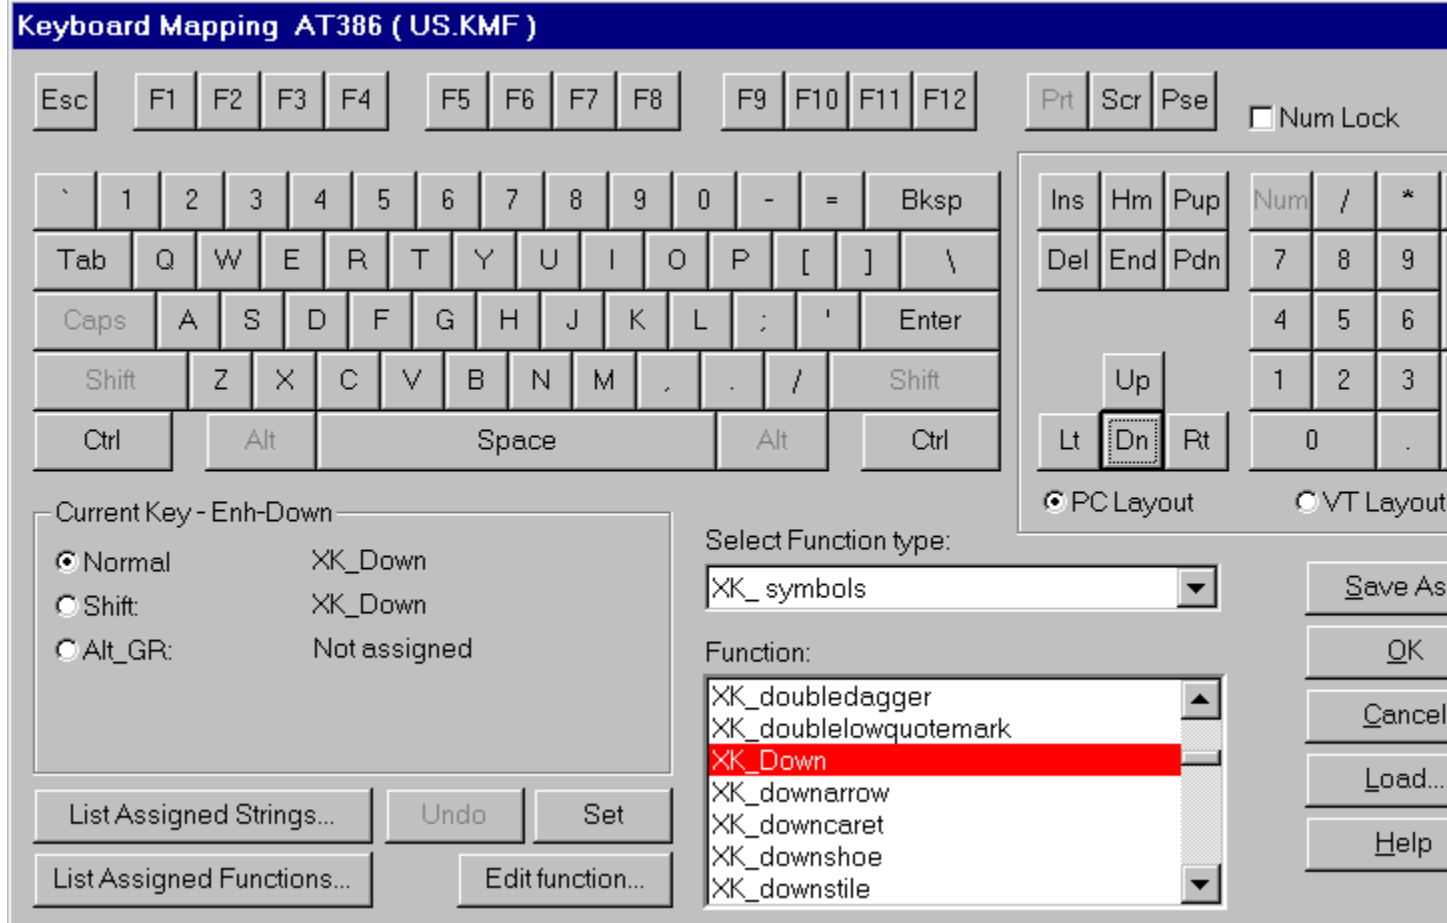 Keyboard Mapping AT386 ( US.KMF )
Esc F1 F2 F3 F4 F5 F6 F7 F8 F9 F10 F11 F12 Prt Scr Pse
Num Lock
` 1 2 3 4 5 6 7 8 9 0 - = Bksp Ins Hm Pup Num / *
Tab Q W E R T Y U I O P [ ] \ Del End Pdn 7 8 9
Caps A S D F G H J K L ; ' Enter 4 5 6
Shift Z X C V B N M , . / Shift Up 1 2 3
Ctrl Alt Space Alt Ctrl Lt Dn Rt 0 .
PC Layout VT Layout
Current Key - Enh-Down
Normal XK_Down
Shift: XK_Down
Alt_GR: Not assigned
Select Function type:
XK_ symbols
Function:
XK_doubledagger
XK_doublelowquotemark
XK_Down
XK_downarrow
XK_downcaret
XK_downshoe
XK_downstile
Save As
OK
Cancel
Load...
Help
List Assigned Strings... Undo Set
List Assigned Functions... Edit function...